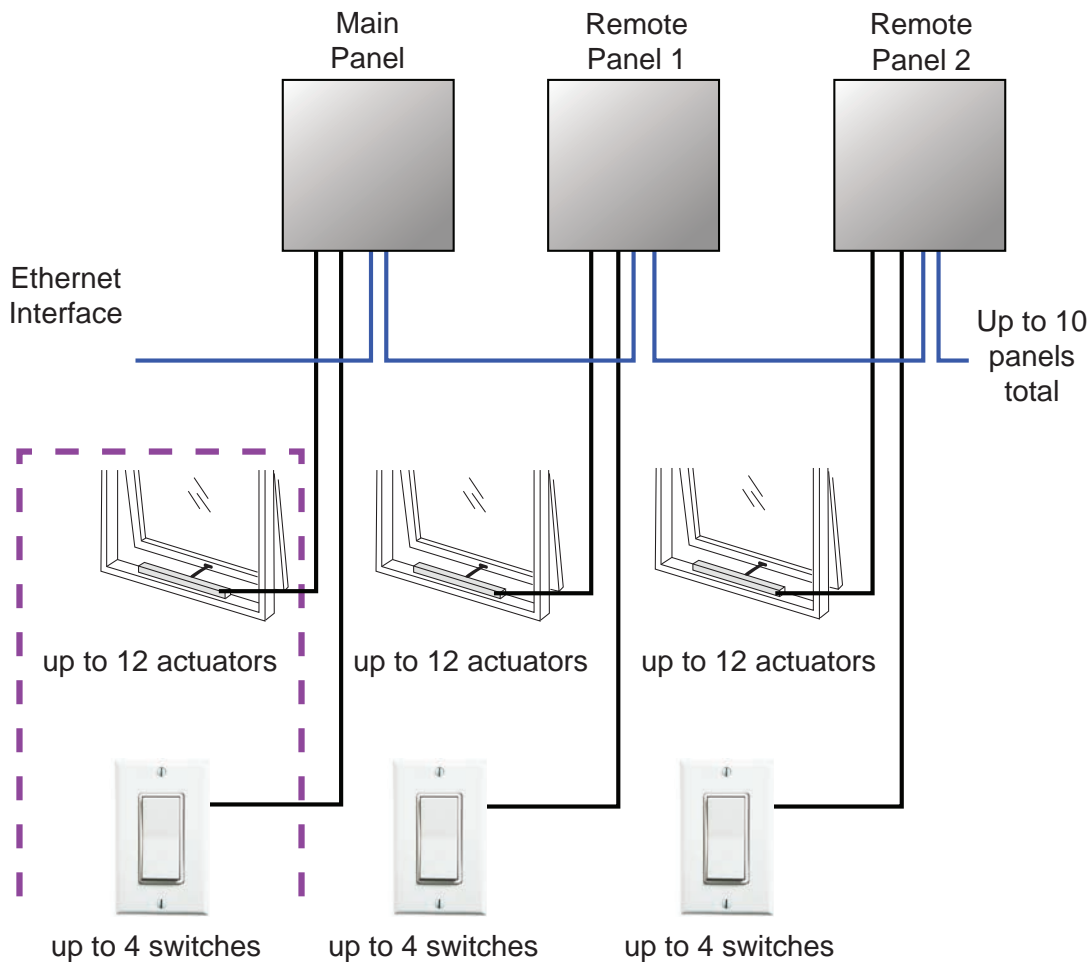 Main
Panel
Remote
Panel 1
Remote
Panel 2
Ethernet
Interface
Up to 10
panels
total
up to 12 actuators
up to 12 actuators
up to 12 actuators
up to 4 switches
up to 4 switches
up to 4 switches